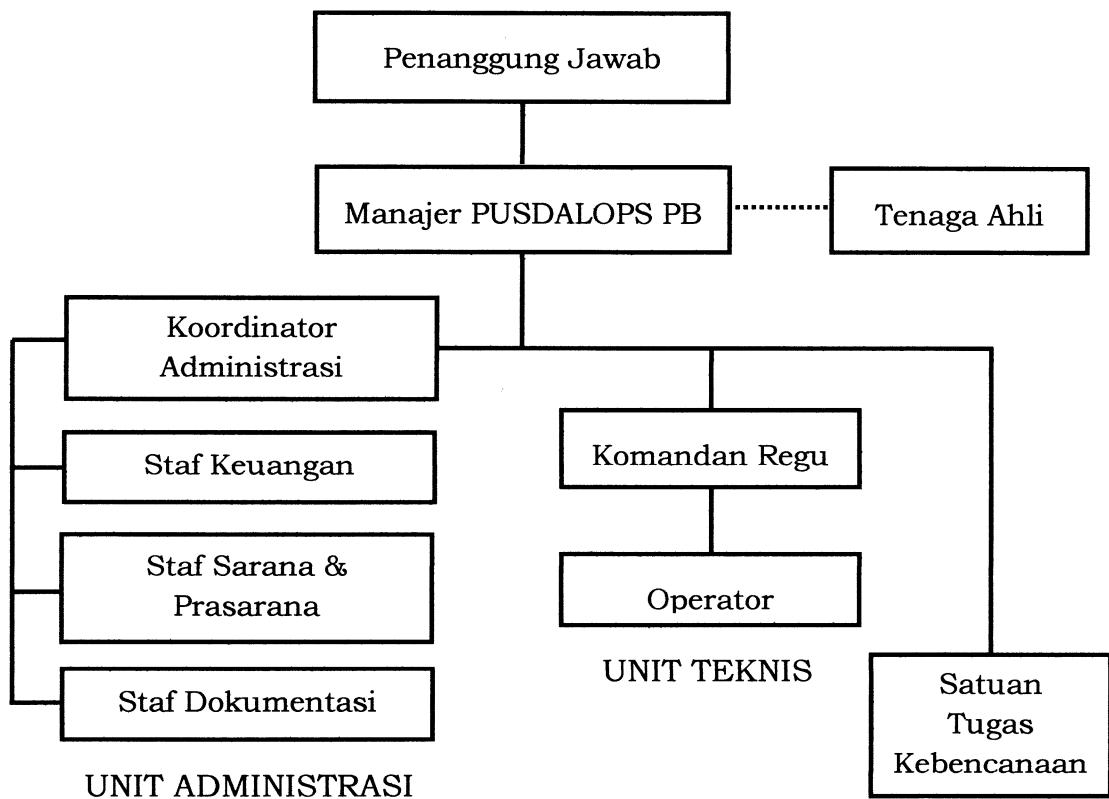 Penanggung Jawab
Manajer PUSDALOPS PB
Tenaga Ahli
Koordinator
Administrasi
Staf Keuangan
Staf Sarana &
Prasarana
Staf Dokumentasi
UNIT ADMINISTRASI
Komandan Regu
Operator
UNIT TEKNIS
Satuan
Tugas
Kebencanaan